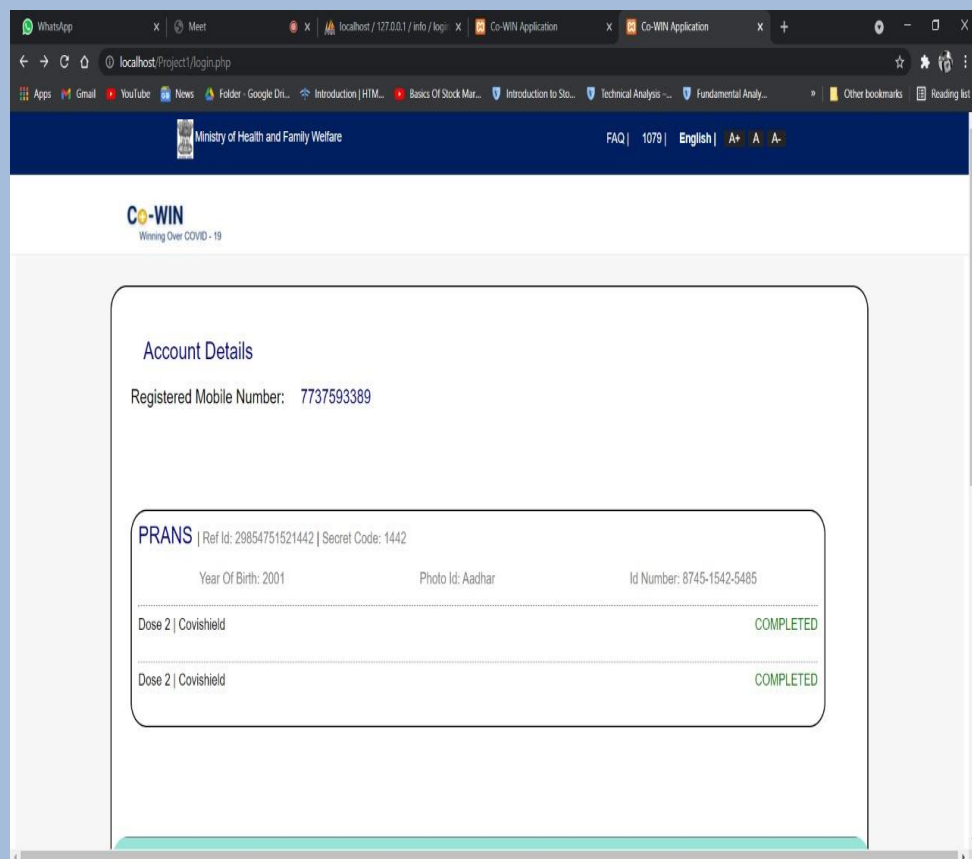 WhatsApp Meet localhost / 127.0.0.1 / info / logi Co-WIN Application Co-WIN Application
localhost/Project1/login.php
Apps Gmail YouTube News Folder - Google Dri... Introduction | HTM... Basics Of Stock Mar... Introduction to Sto... Technical Analysis –... Fundamental Analy... » Other bookmarks Reading list
Ministry of Health and Family Welfare FAQ | 1079 | English | A+ A A-
Co-WIN
Winning Over COVID - 19
Account Details
Registered Mobile Number: 7737593389
PRANS | Ref Id: 29854751521442 | Secret Code: 1442
Year Of Birth: 2001 Photo Id: Aadhar Id Number: 8745-1542-5485
Dose 2 | Covishield COMPLETED
Dose 2 | Covishield COMPLETED